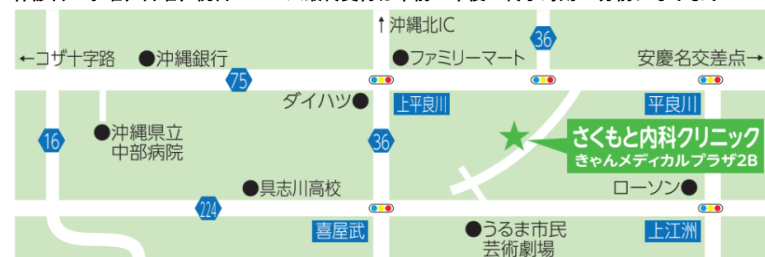 ↑沖縄北IC
36
←コザ十字路
●沖縄銀行
●ファミリーマート
安慶名交差点→
75
ダイハツ●
上平良川
平良川
16
●沖縄県立
中部病院
36
さくもと内科クリニック
きゃんメディカルプラザ2B
●具志川高校
ローソン●
224
喜屋武
●うるま市民
芸術劇場
上江洲